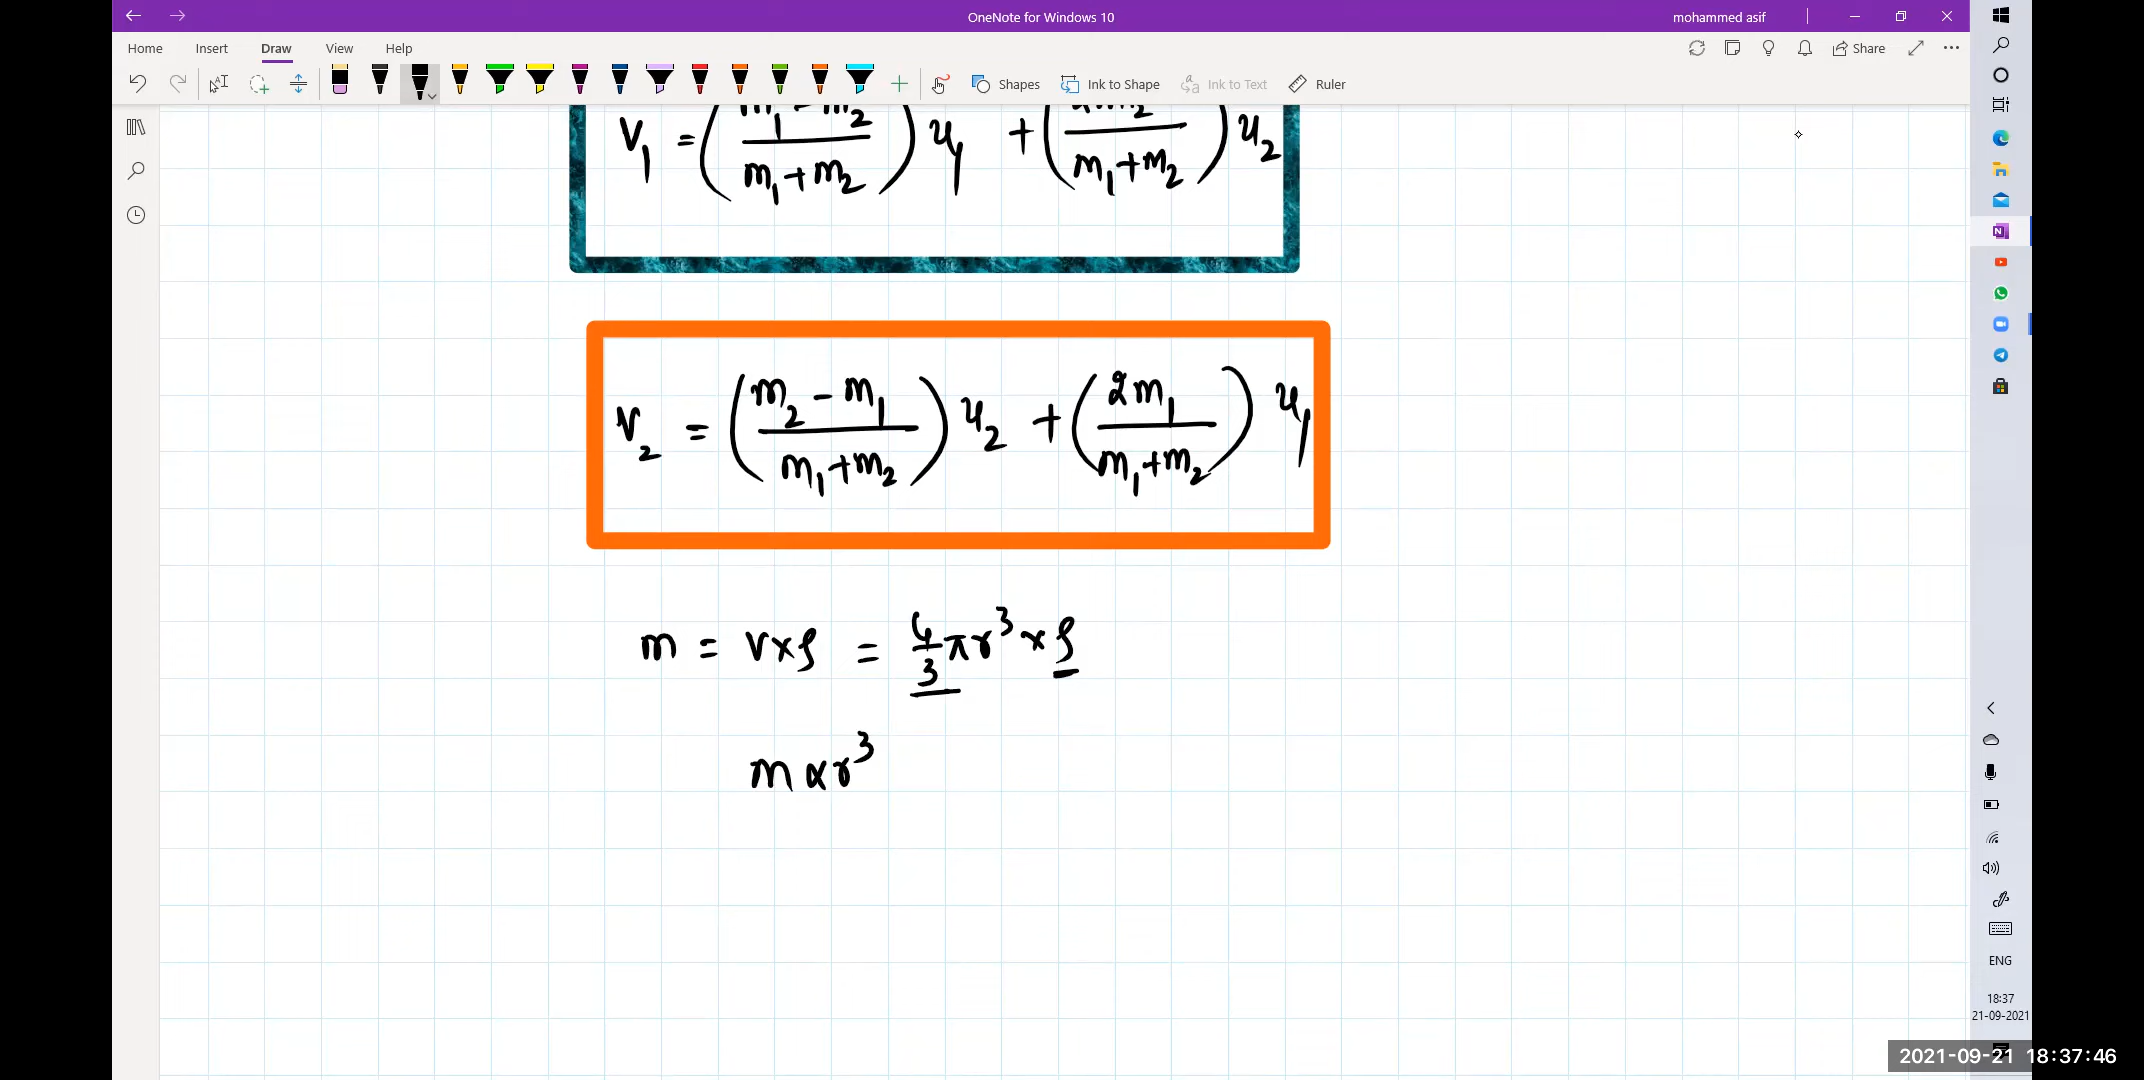 OneNote for Windows 10
mohammed asif
Home Insert Draw View Help
Share
Shapes Ink to Shape Ink to Text Ruler
V₁ = (m₁ - m₂ / m₁+m₂) u₁ + (2m₂ / m₁+m₂) u₂
V₂ = (m₂ - m₁ / m₁+m₂) u₂ + (2m₁ / m₁+m₂) u₁
m = V×ρ = 4/3 πr³ × ρ
m ∝ r³
ENG
18:37
21-09-2021
2021-09-21 18:37:46